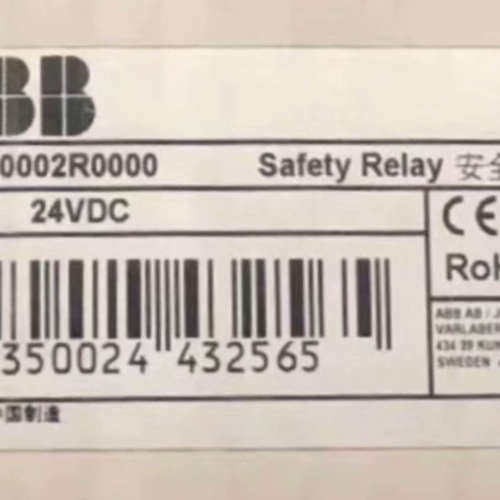 BB
0002R0000 Safety Relay 安全
24VDC
CE
RoH
350024 432565
ABB AB / J
VARLABE
434 39 KUN
SWEDEN
中国制造